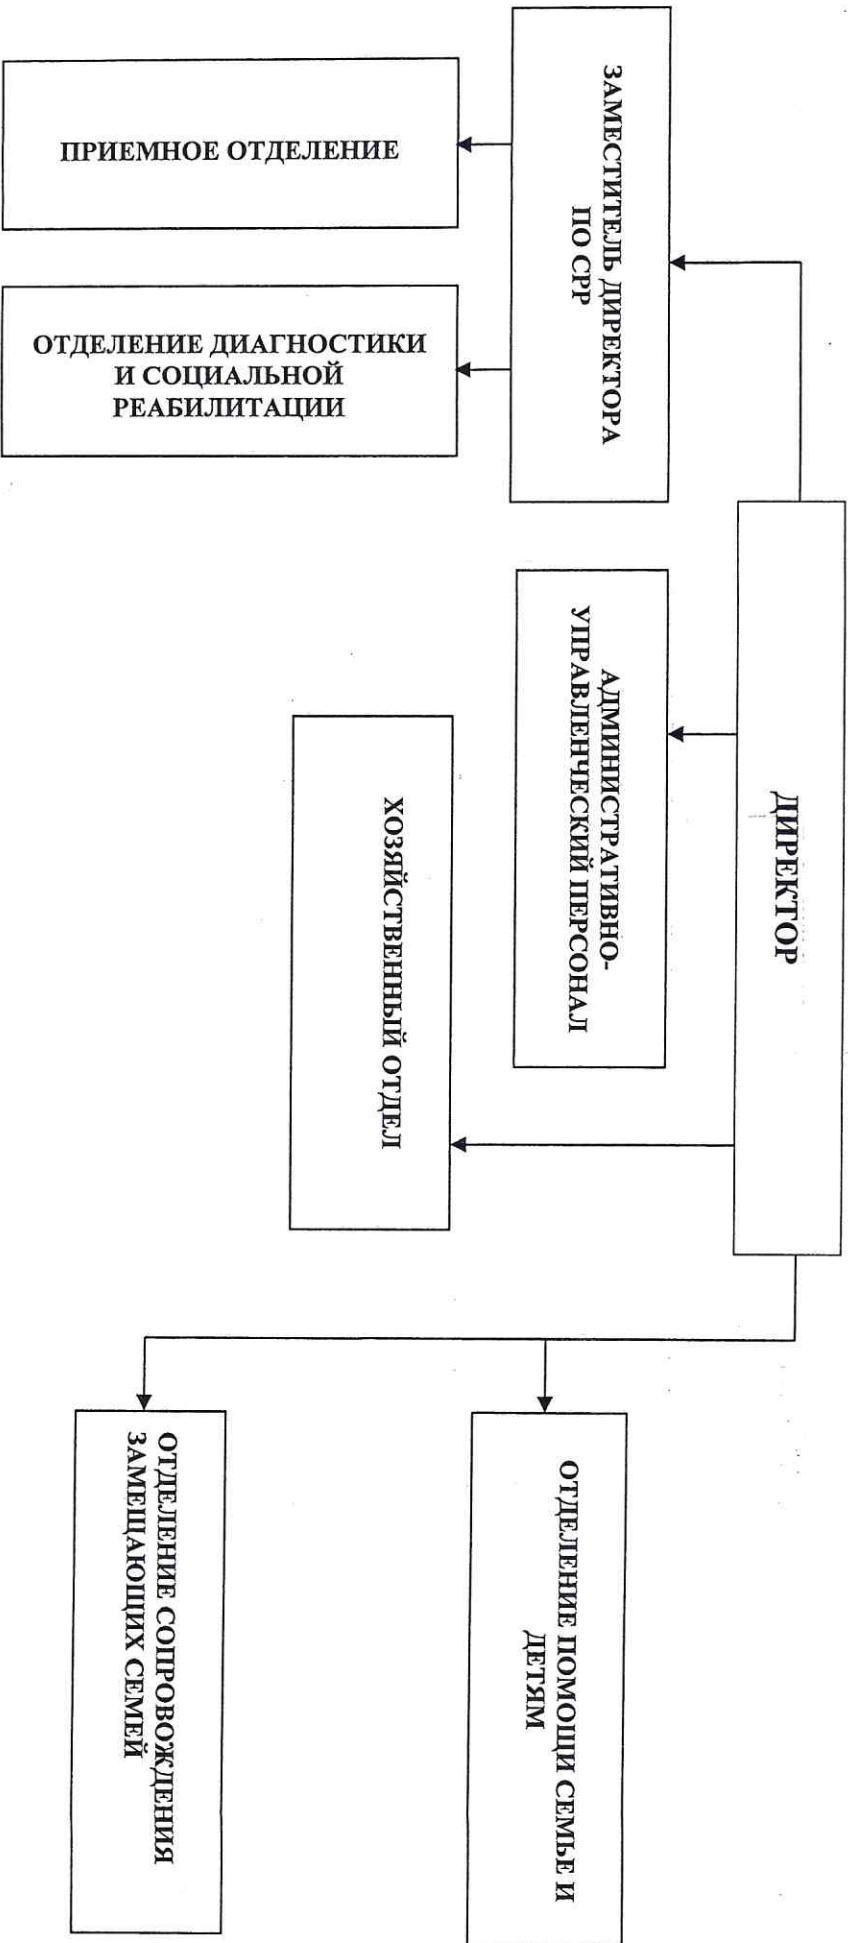 ДИРЕКТОР
ЗАМЕСТИТЕЛЬ ДИРЕКТОРА
ПО СРР
АДМИНИСТРАТИВНО-
УПРАВЛЕНЧЕСКИЙ ПЕРСОНАЛ
ХОЗЯЙСТВЕННЫЙ ОТДЕЛ
ОТДЕЛЕНИЕ ПОМОЩИ СЕМЬЕ И
ДЕТЯМ
ОТДЕЛЕНИЕ СОПРОВОЖДЕНИЯ
ЗАМЕЩАЮЩИХ СЕМЕЙ
ПРИЕМНОЕ ОТДЕЛЕНИЕ
ОТДЕЛЕНИЕ ДИАГНОСТИКИ
И СОЦИАЛЬНОЙ
РЕАБИЛИТАЦИИ